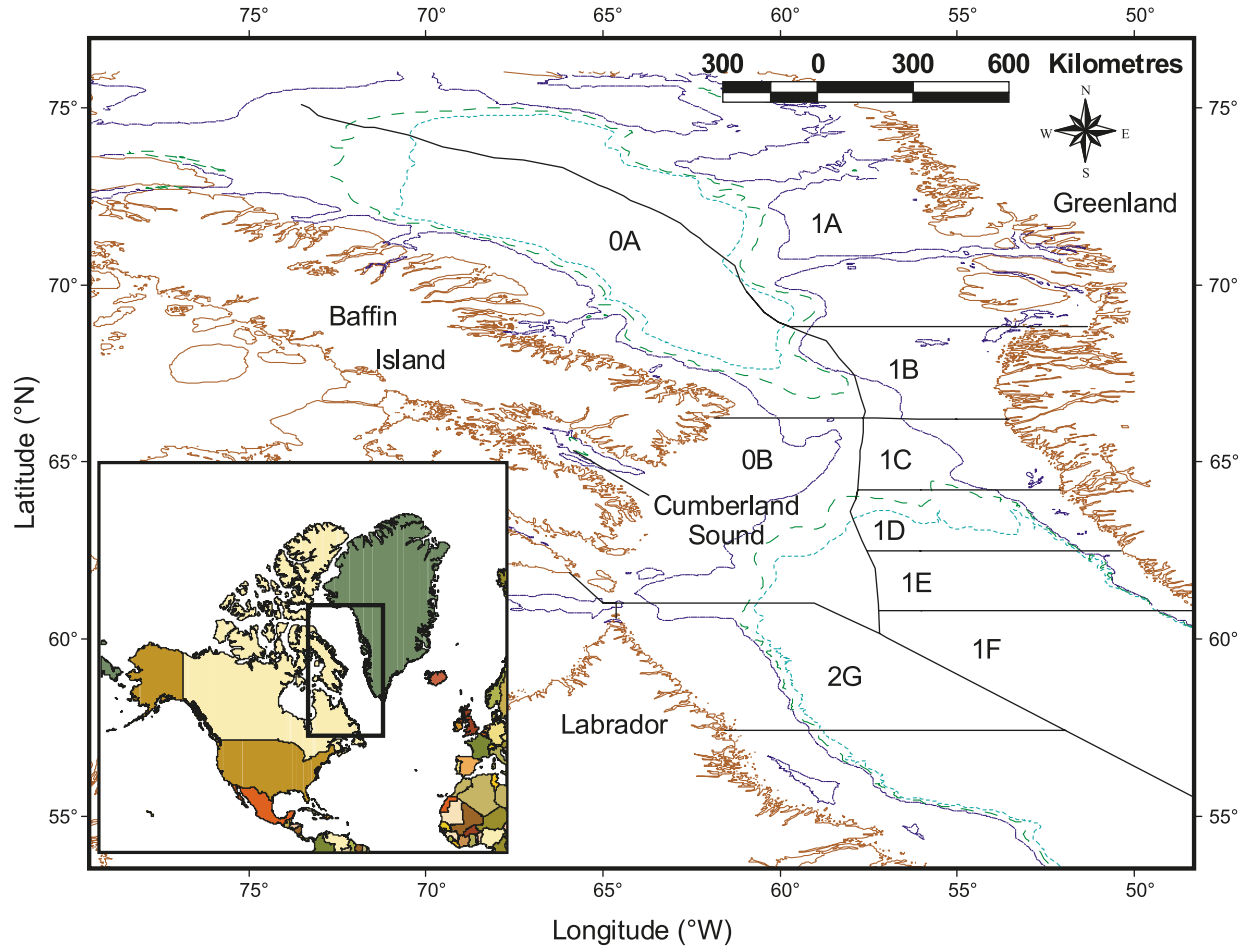 75° 70° 65° 60° 55° 50°
300 0 300 600 Kilometres
N
W E
S
75° 75°
Greenland
1A
0A
70° 70°
Baffin
Island
1B
Latitude (°N)
65° 65°
0B 1C
Cumberland
Sound
1D
1E
60° 60°
1F
2G
Labrador
55° 55°
75° 70° 65° 60° 55° 50°
Longitude (°W)